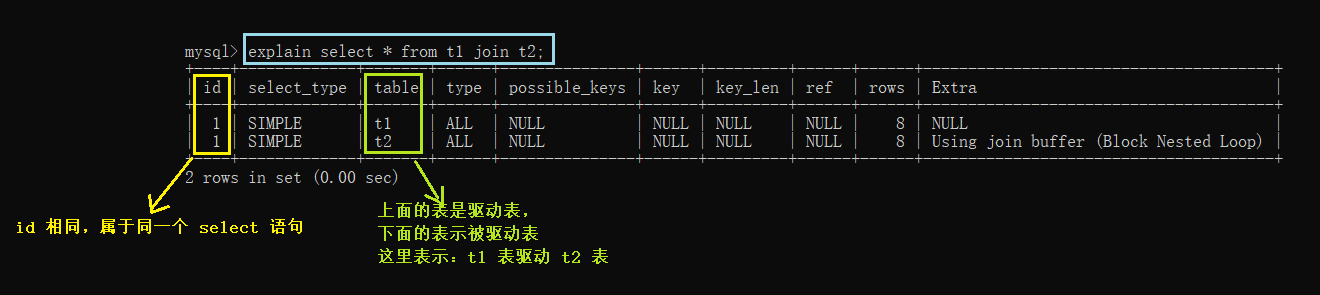 mysql> explain select * from t1 join t2;
| id | select_type | table | type | possible_keys | key | key_len | ref | rows | Extra |
| 1 | SIMPLE | t1 | ALL | NULL | NULL | NULL | NULL | 8 | NULL |
| 1 | SIMPLE | t2 | ALL | NULL | NULL | NULL | NULL | 8 | Using join buffer (Block Nested Loop) |
2 rows in set (0.00 sec)
id 相同，属于同一个 select 语句
上面的表是驱动表，
下面的表示被驱动表
这里表示：t1 表驱动 t2 表